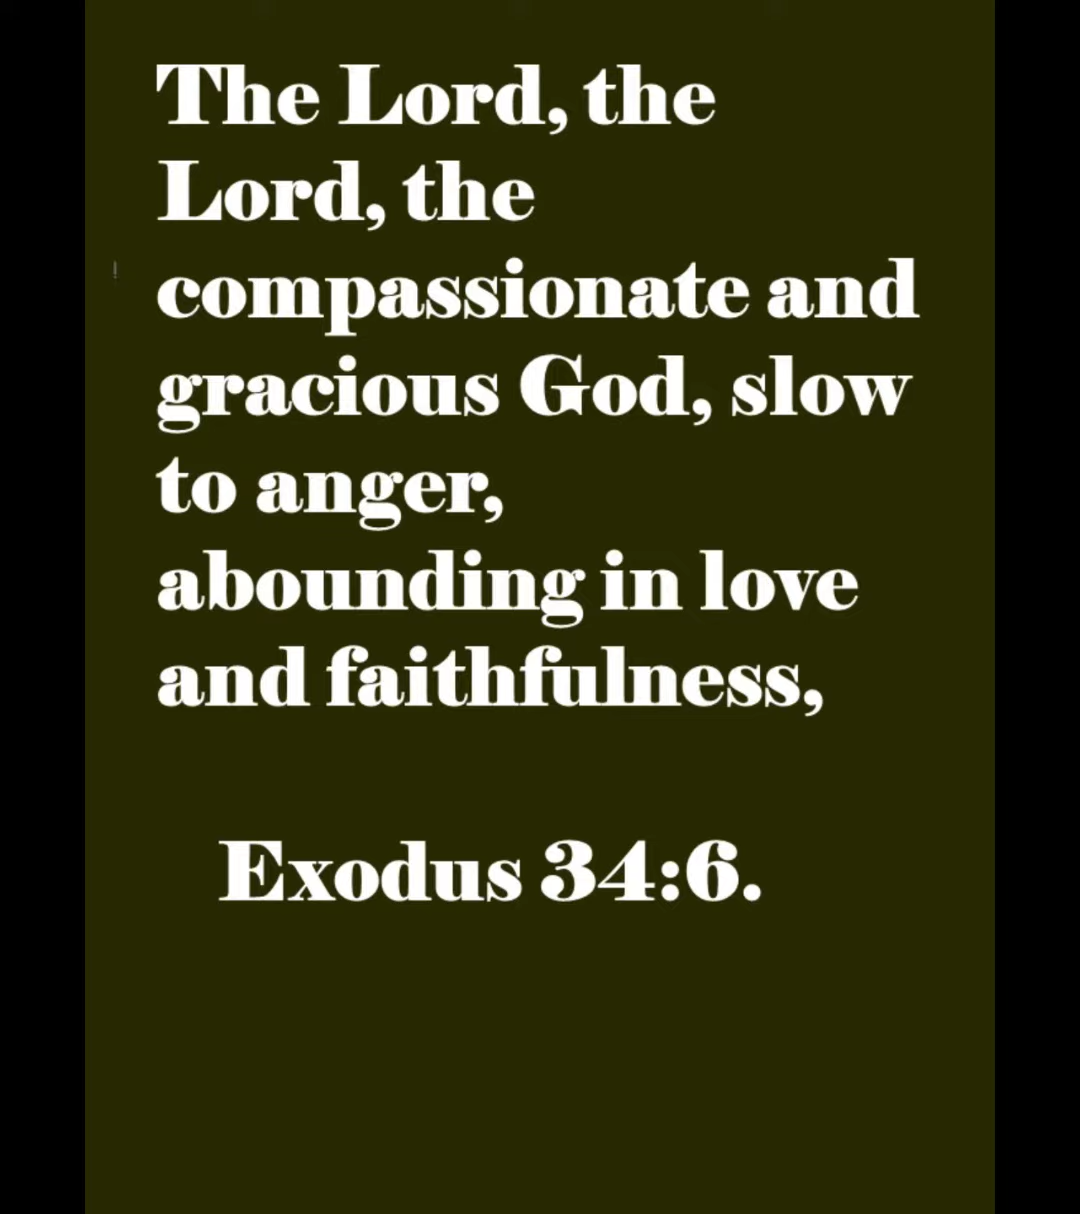 The Lord, the
Lord, the
compassionate and
gracious God, slow
to anger,
abounding in love
and faithfulness,
Exodus 34:6.